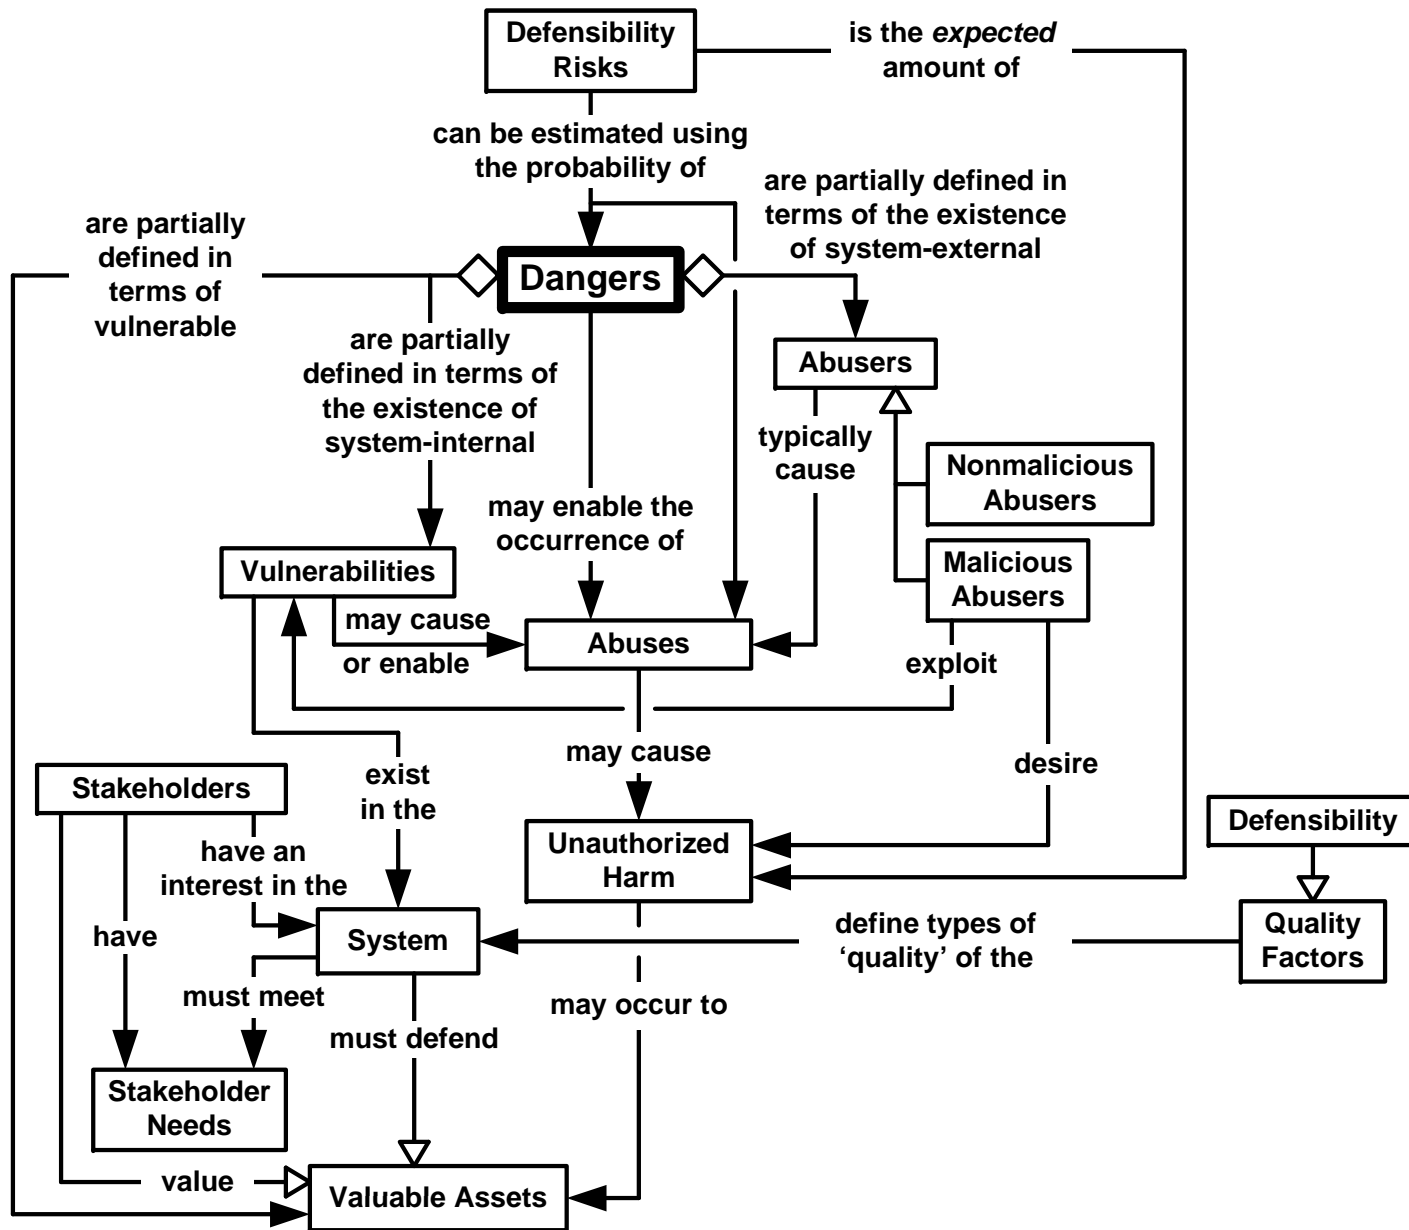 Defensibility
Risks
is the expected
amount of
can be estimated using
the probability of
are partially defined in
terms of the existence
of system-external
are partially
defined in
terms of
vulnerable
Dangers
are partially
defined in terms of
the existence of
system-internal
Abusers
typically
cause
Nonmalicious
Abusers
may enable the
occurrence of
Vulnerabilities
Malicious
Abusers
may cause
or enable
Abuses
exploit
may cause
desire
Stakeholders
exist
in the
Defensibility
have an
interest in the
Unauthorized
Harm
have
System
define types of
‘quality’ of the
Quality
Factors
must meet
may occur to
must defend
Stakeholder
Needs
value
Valuable Assets